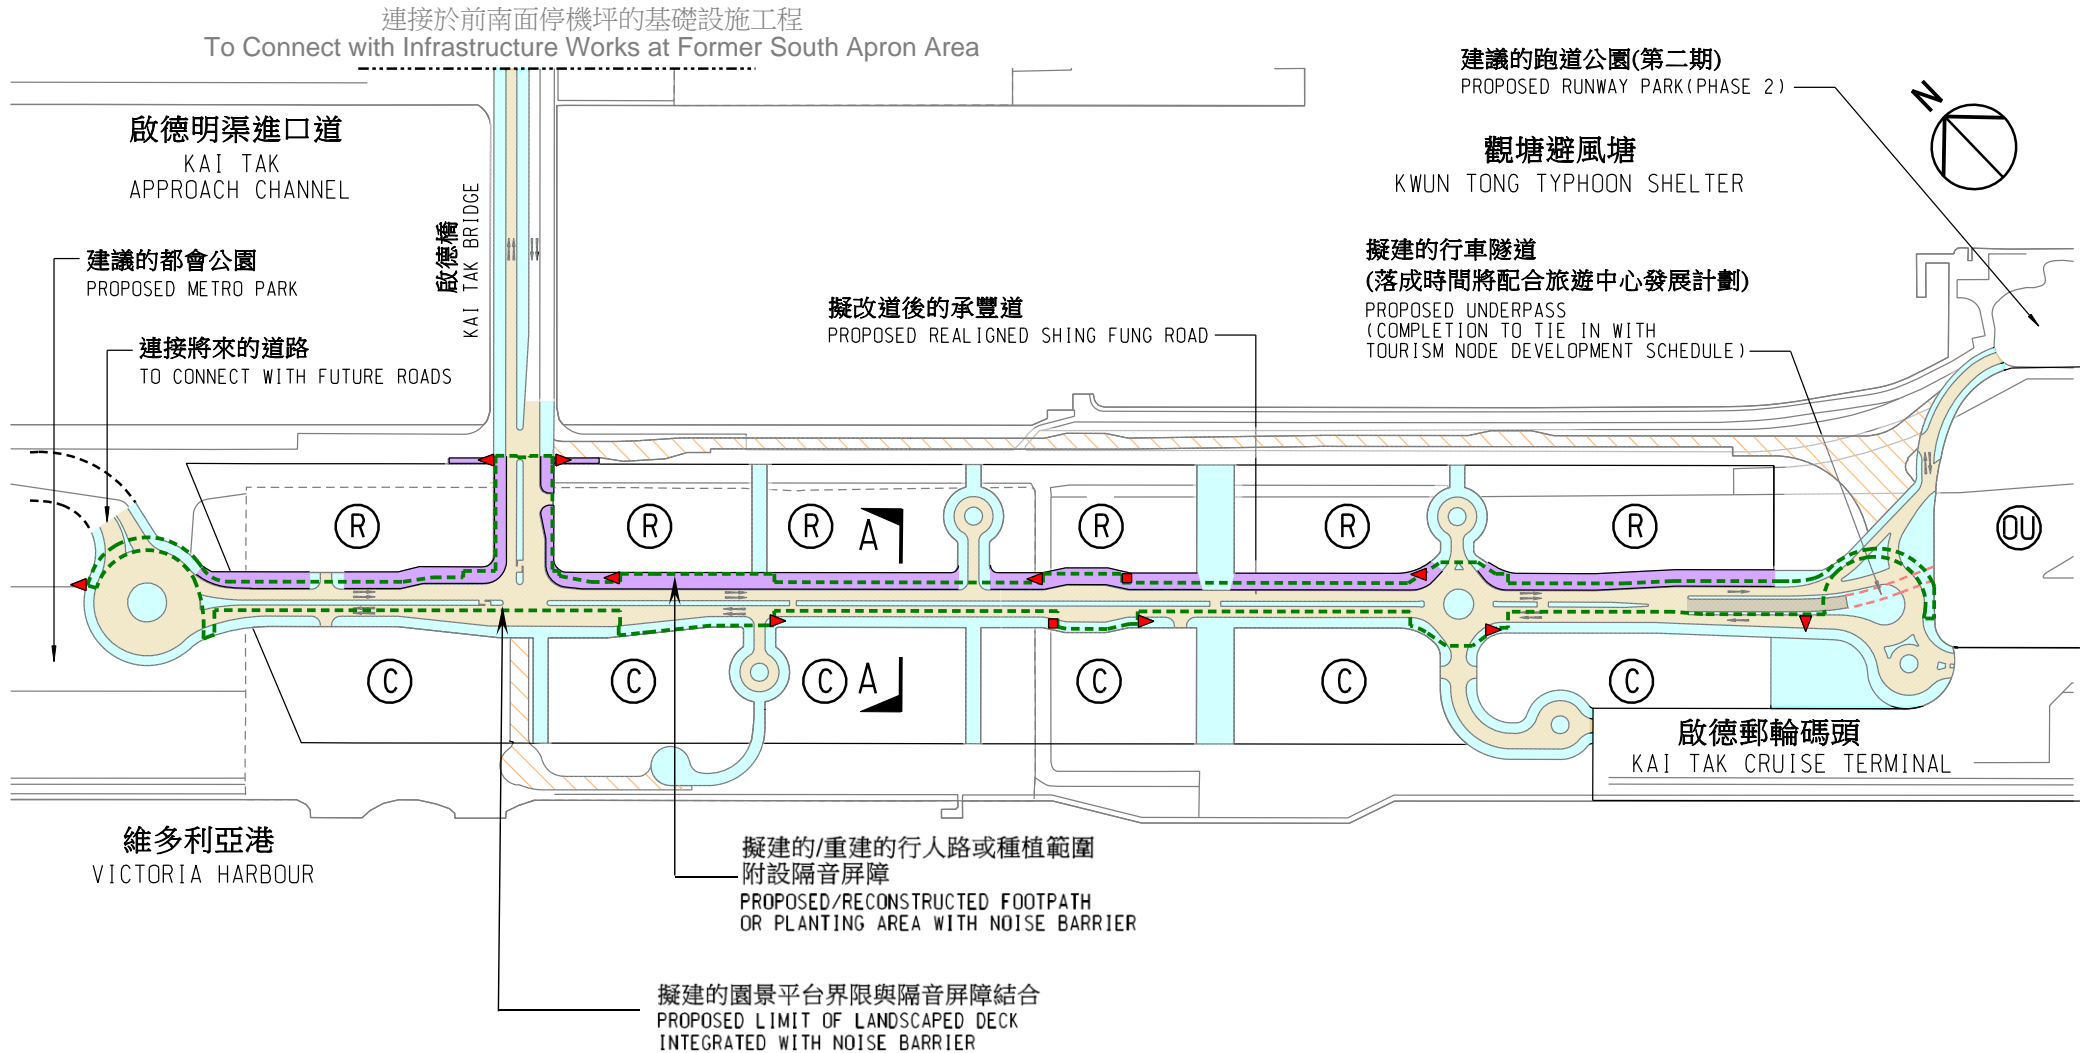 連接於前南面停機坪的基礎設施工程
To Connect with Infrastructure Works at Former South Apron Area
建議的跑道公園(第二期)
PROPOSED RUNWAY PARK(PHASE 2)
N
啟德明渠進口道
KAI TAK
APPROACH CHANNEL
觀塘避風塘
KWUN TONG TYPHOON SHELTER
啟德橋
KAI TAK BRIDGE
建議的都會公園
PROPOSED METRO PARK
擬建的行車隧道
(落成時間將配合旅遊中心發展計劃)
PROPOSED UNDERPASS
(COMPLETION TO TIE IN WITH
TOURISM NODE DEVELOPMENT SCHEDULE)
擬改道後的承豐道
PROPOSED REALIGNED SHING FUNG ROAD
連接將來的道路
TO CONNECT WITH FUTURE ROADS
R
R
R
A
R
R
R
OU
C
C
C
A
C
C
C
啟德郵輪碼頭
KAI TAK CRUISE TERMINAL
維多利亞港
VICTORIA HARBOUR
擬建的/重建的行人路或種植範圍
附設隔音屏障
PROPOSED/RECONSTRUCTED FOOTPATH
OR PLANTING AREA WITH NOISE BARRIER
擬建的園景平台界限與隔音屏障結合
PROPOSED LIMIT OF LANDSCAPED DECK
INTEGRATED WITH NOISE BARRIER